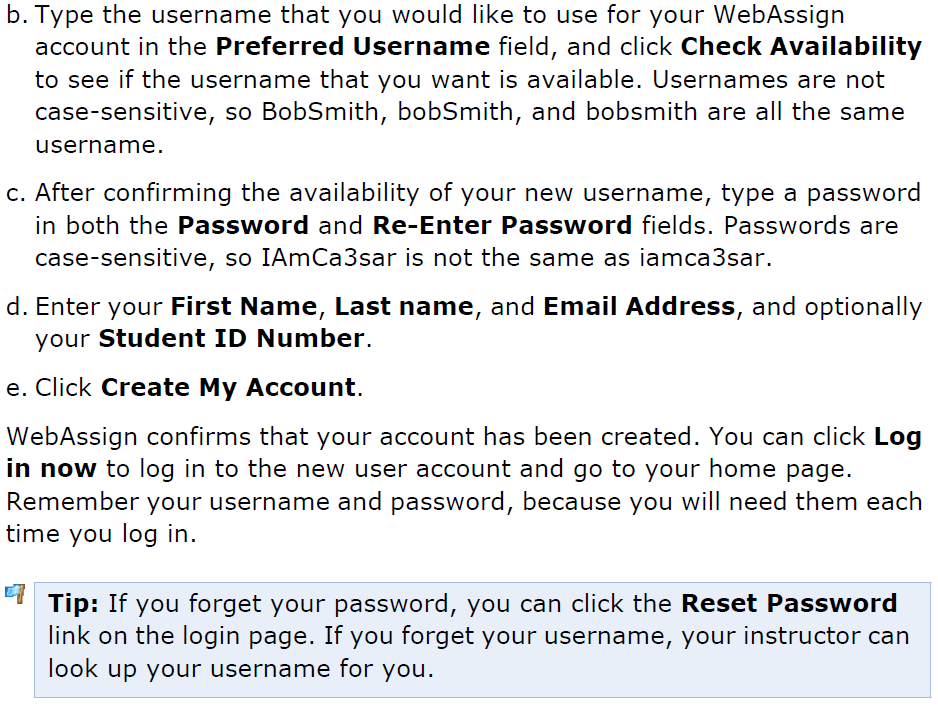 b. Type the username that you would like to use for your WebAssign
account in the Preferred Username field, and click Check Availability
to see if the username that you want is available. Usernames are not
case-sensitive, so BobSmith, bobSmith, and bobsmith are all the same
username.
c. After confirming the availability of your new username, type a password
in both the Password and Re-Enter Password fields. Passwords are
case-sensitive, so IAmCa3sar is not the same as iamca3sar.
d. Enter your First Name, Last name, and Email Address, and optionally
your Student ID Number.
e. Click Create My Account.
WebAssign confirms that your account has been created. You can click Log
in now to log in to the new user account and go to your home page.
Remember your username and password, because you will need them each
time you log in.
Tip: If you forget your password, you can click the Reset Password
link on the login page. If you forget your username, your instructor can
look up your username for you.